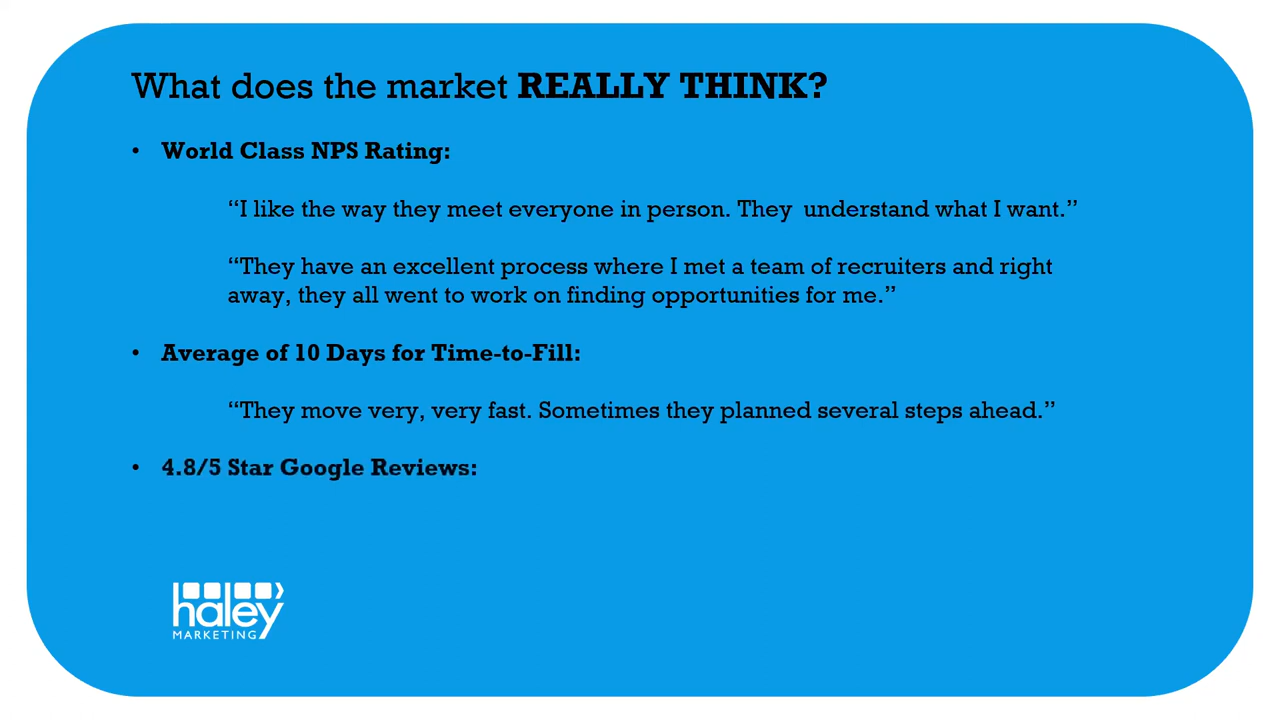 What does the market REALLY THINK?
• World Class NPS Rating:
“I like the way they meet everyone in person. They  understand what I want.”
“They have an excellent process where I met a team of recruiters and right
away, they all went to work on finding opportunities for me.”
• Average of 10 Days for Time-to-Fill:
“They move very, very fast. Sometimes they planned several steps ahead.”
• 4.8/5 Star Google Reviews:
haley
MARKETING